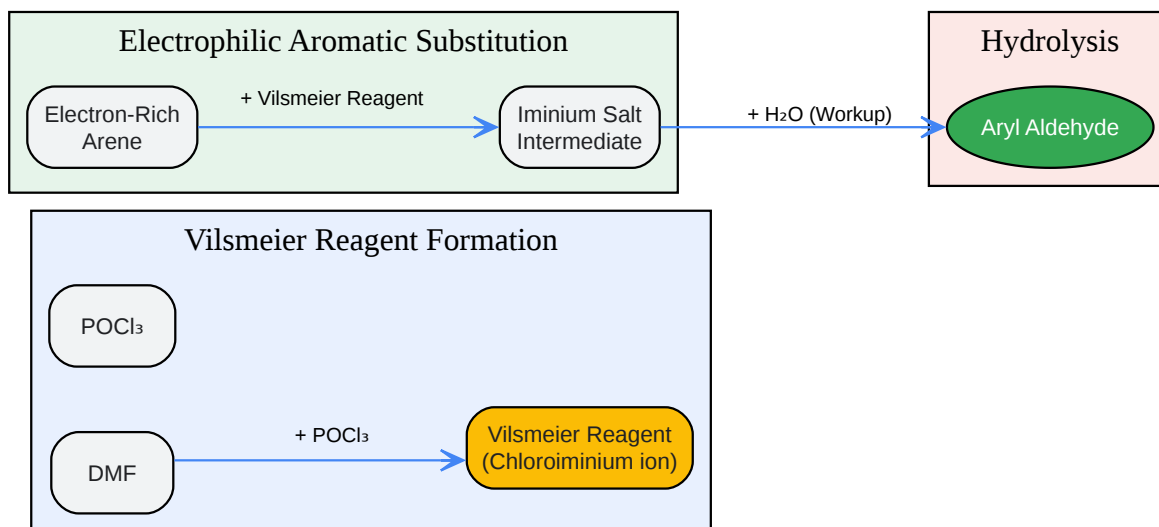 Electrophilic Aromatic Substitution
Hydrolysis
Electron-Rich
Arene
+ Vilsmeier Reagent
Iminium Salt
Intermediate
+ H₂O (Workup)
Aryl Aldehyde
Vilsmeier Reagent Formation
POCl₃
DMF
+ POCl₃
Vilsmeier Reagent
(Chloroiminium ion)